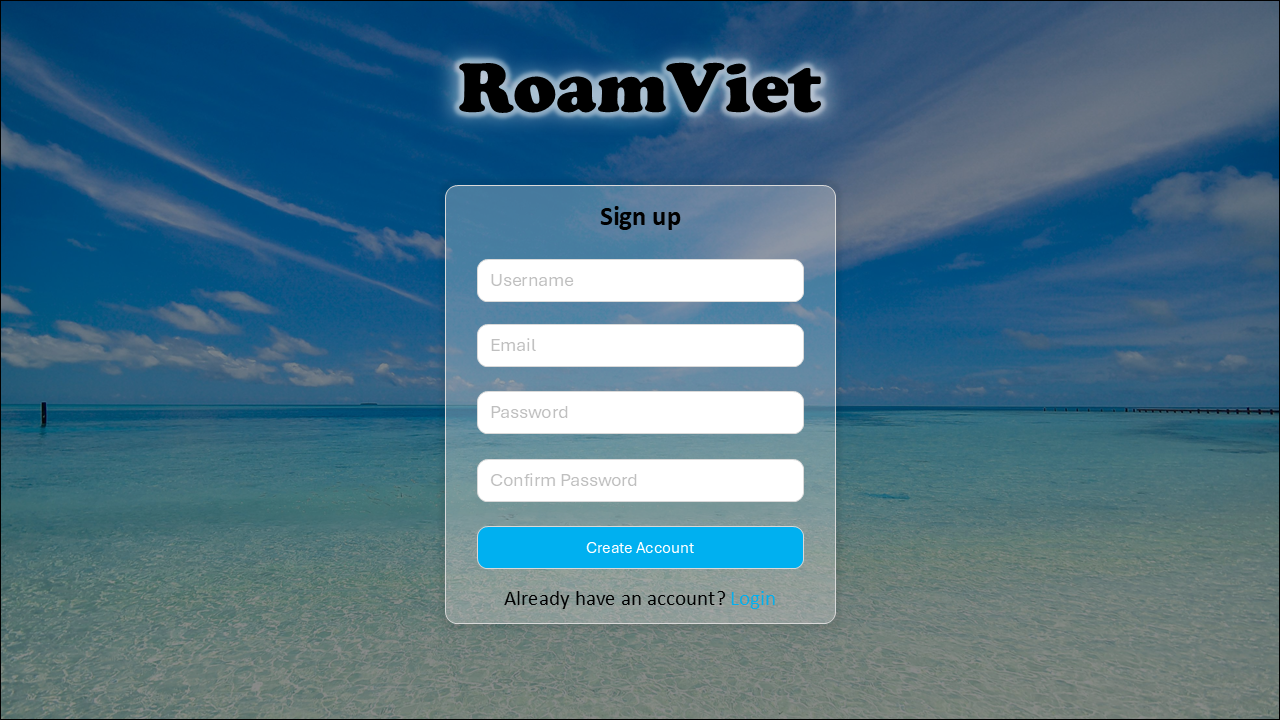 RoamViet
Sign up
Username
Email
Password
Confirm Password
Create Account
Already have an account? Login